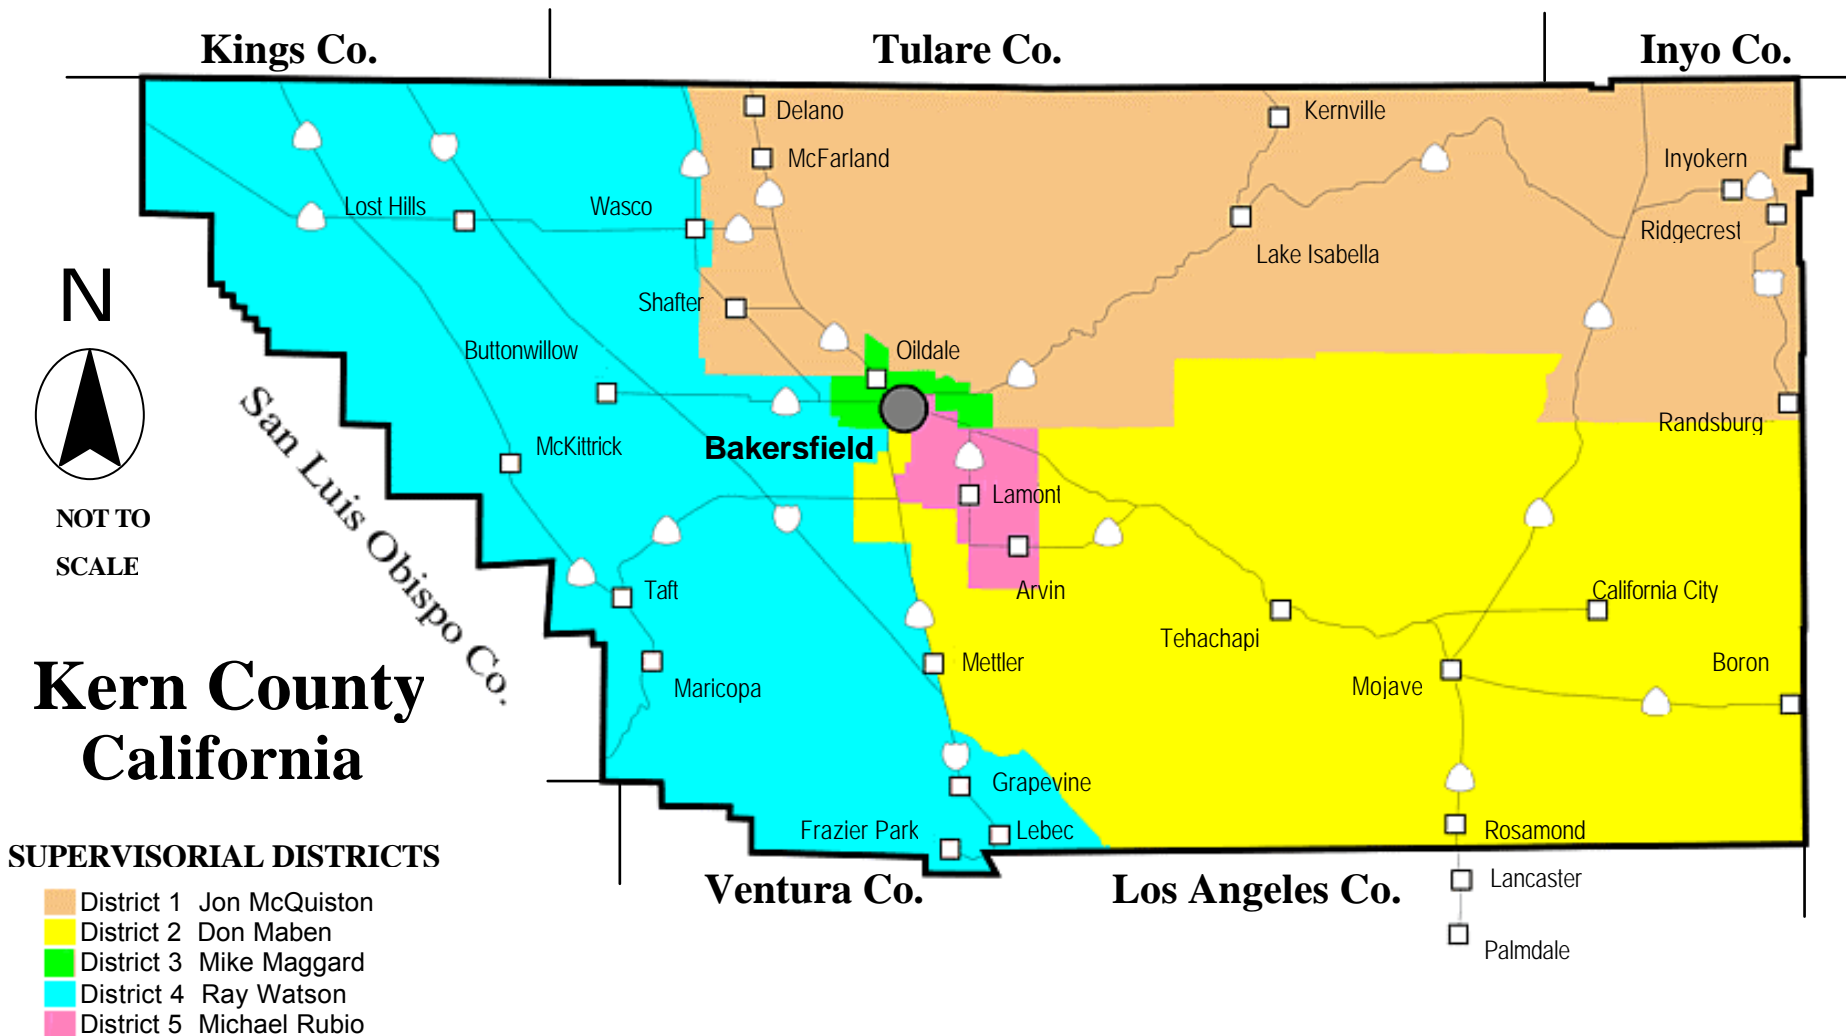 Kings Co.
Tulare Co.
Inyo Co.
Delano
Kernville
McFarland
Inyokern
Lost Hills
Wasco
Ridgecrest
Lake Isabella
N
Shafter
Buttonwillow
Oildale
San Luis Obispo Co.
Randsburg
Bakersfield
McKittrick
Lamont
NOT TO
SCALE
Taft
Arvin
California City
Tehachapi
Mettler
Boron
Maricopa
Mojave
Kern County
California
Grapevine
Frazier Park
Lebec
Rosamond
SUPERVISORIAL DISTRICTS
Ventura Co.
Los Angeles Co.
Lancaster
Palmdale
District 1 Jon McQuiston
District 2 Don Maben
District 3 Mike Maggard
District 4 Ray Watson
District 5 Michael Rubio